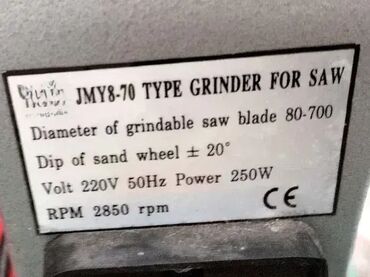 JMY8-70 TYPE GRINDER FOR SAW
Diameter of grindable saw blade 80-700
Dip of sand wheel ± 20°
Volt 220V 50Hz Power 250W
RPM 2850 rpm
CE